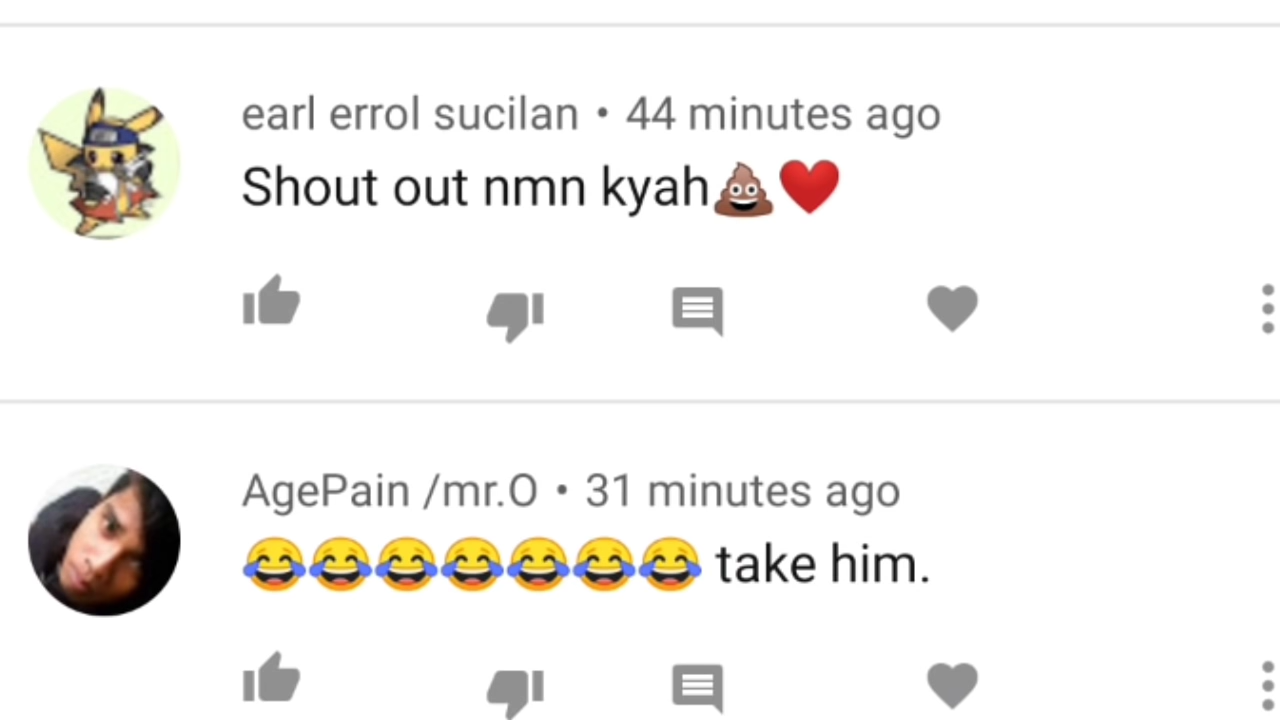 earl errol sucilan • 44 minutes ago
Shout out nmn kyah💩❤️
AgePain /mr.O • 31 minutes ago
😂😂😂😂😂😂😂 take him.